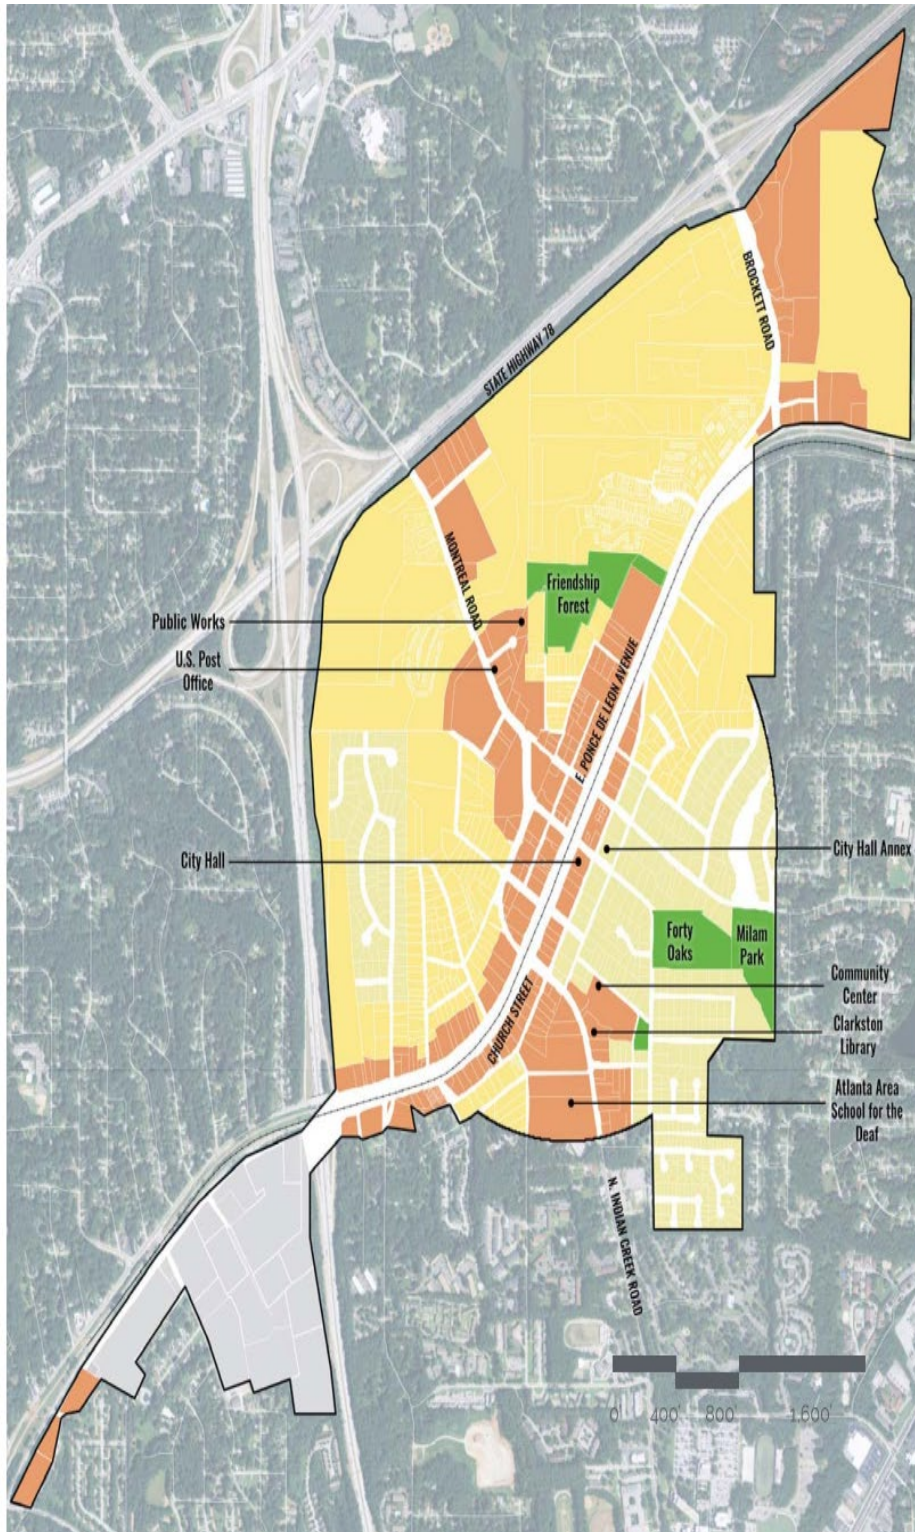 STATE HIGHWAY 78
BROCKETT ROAD
MONTREAL ROAD
Friendship
Forest
Public Works
U.S. Post
Office
E. PONCE DE LEON AVENUE
City Hall
City Hall Annex
Forty
Oaks
Milam
Park
Community
Center
CHURCH STREET
Clarkston
Library
Atlanta Area
School for the
Deaf
N. INDIAN CREEK ROAD
0' 400' 800 1,600'